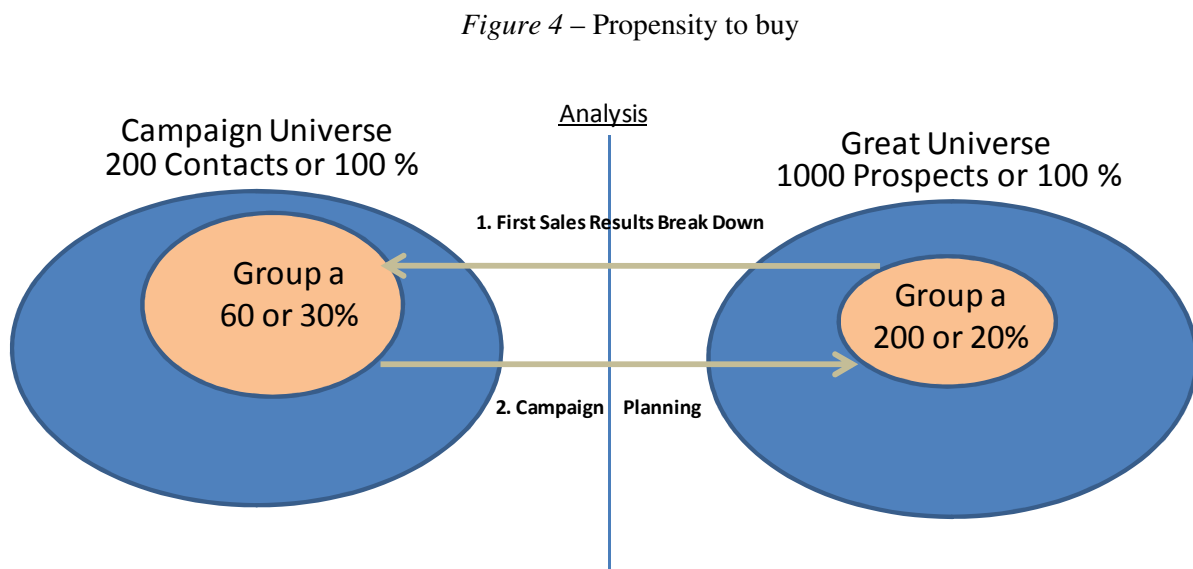 Figure 4 – Propensity to buy
Analysis
Campaign Universe
200 Contacts or 100 %
Great Universe
1000 Prospects or 100 %
1. First Sales Results Break Down
Group a
60 or 30%
Group a
200 or 20%
2. Campaign Planning